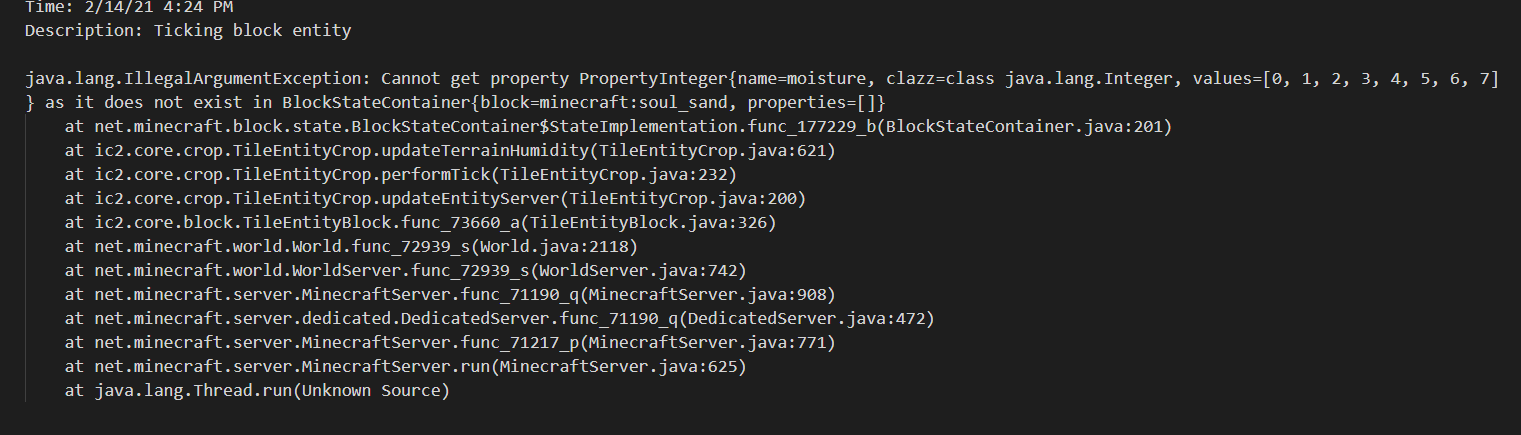 Time: 2/14/21 4:24 PM
Description: Ticking block entity
java.lang.IllegalArgumentException: Cannot get property PropertyInteger{name=moisture, clazz=class java.lang.Integer, values=[0, 1, 2, 3, 4, 5, 6, 7]
} as it does not exist in BlockStateContainer{block=minecraft:soul_sand, properties=[]}
at net.minecraft.block.state.BlockStateContainer$StateImplementation.func_177229_b(BlockStateContainer.java:201)
at ic2.core.crop.TileEntityCrop.updateTerrainHumidity(TileEntityCrop.java:621)
at ic2.core.crop.TileEntityCrop.performTick(TileEntityCrop.java:232)
at ic2.core.crop.TileEntityCrop.updateEntityServer(TileEntityCrop.java:200)
at ic2.core.block.TileEntityBlock.func_73660_a(TileEntityBlock.java:326)
at net.minecraft.world.World.func_72939_s(World.java:2118)
at net.minecraft.world.WorldServer.func_72939_s(WorldServer.java:742)
at net.minecraft.server.MinecraftServer.func_71190_q(MinecraftServer.java:908)
at net.minecraft.server.dedicated.DedicatedServer.func_71190_q(DedicatedServer.java:472)
at net.minecraft.server.MinecraftServer.func_71217_p(MinecraftServer.java:771)
at net.minecraft.server.MinecraftServer.run(MinecraftServer.java:625)
at java.lang.Thread.run(Unknown Source)